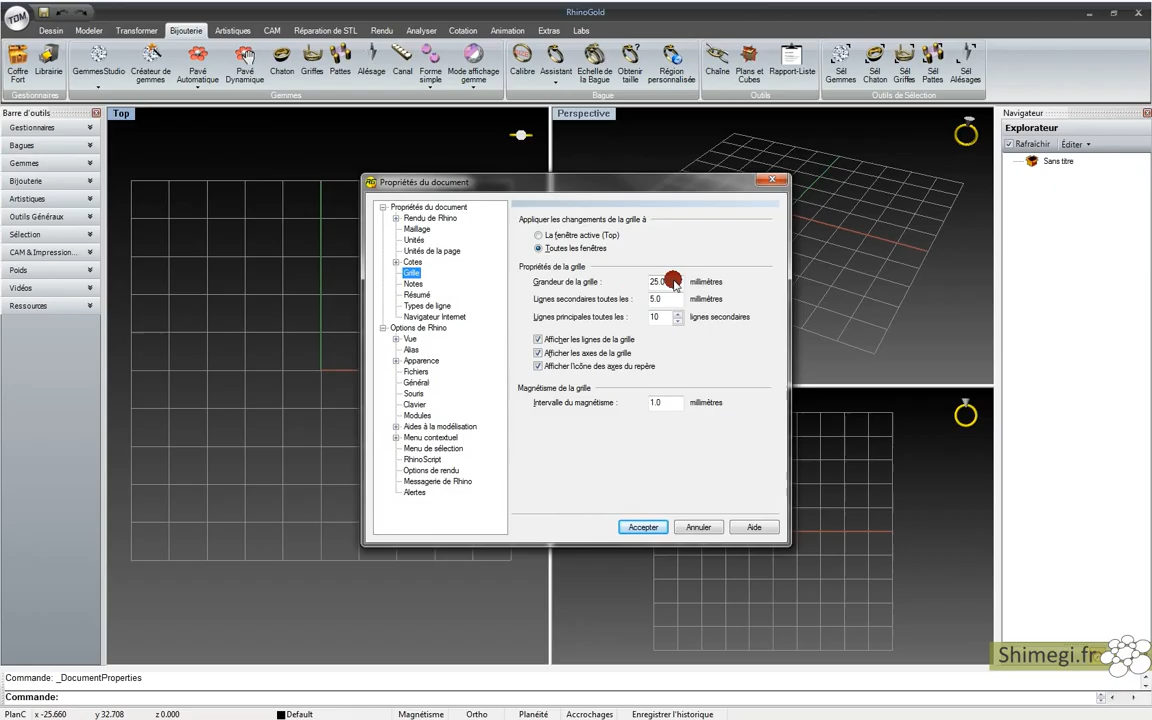 RhinoGold
TDM
Dessin Modeler Transformer Bijouterie Artistiques CAM Réparation de STL Rendu Analyser Cotation Animation Extras Labs
Coffre Fort Librairie GemmesStudio Créateur de gemmes Pavé Automatique Pavé Dynamique Chaton Griffes Pattes Alésage Canal Forme simple Mode affichage gemme Calibre Assistant Echelle de la Bague Obtenir taille Région personnalisée Chaîne Plans et Cubes Rapport-Liste Sél Gemmes Sél Chaton Sél Griffes Sél Pattes Sél Alésages
Gestionnaires Gemmes Bague Outils Outils de Sélection
Barre d'outils
Gestionnaires
Bagues
Gemmes
Bijouterie
Artistiques
Outils Généraux
Sélection
CAM & Impression...
Poids
Vidéos
Ressources
Top
Perspective
Navigateur
Explorateur
Rafraichir Éditer
Sans titre
Propriétés du document
Propriétés du document
Rendu de Rhino
Maillage
Unités
Unités de la page
Cotes
Grille
Notes
Résumé
Types de ligne
Navigateur Internet
Options de Rhino
Vue
Alias
Apparence
Fichiers
Général
Souris
Clavier
Modules
Aides à la modélisation
Menu contextuel
Menu de sélection
RhinoScript
Options de rendu
Messagerie de Rhino
Alertes
Appliquer les changements de la grille à
La fenêtre active (Top)
Toutes les fenêtres
Propriétés de la grille
Grandeur de la grille : 25.0 millimètres
Lignes secondaires toutes les : 5.0 millimètres
Lignes principales toutes les : 10 lignes secondaires
Afficher les lignes de la grille
Afficher les axes de la grille
Afficher l'icône des axes du repère
Magnétisme de la grille
Intervalle du magnétisme : 1.0 millimètres
Accepter Annuler Aide
Shimegi.fr
Commande: _DocumentProperties
Commande:
PlanC x -25.660 y 32.708 z 0.000 Default Magnétisme Ortho Planéité Accrochages Enregistrer l'historique